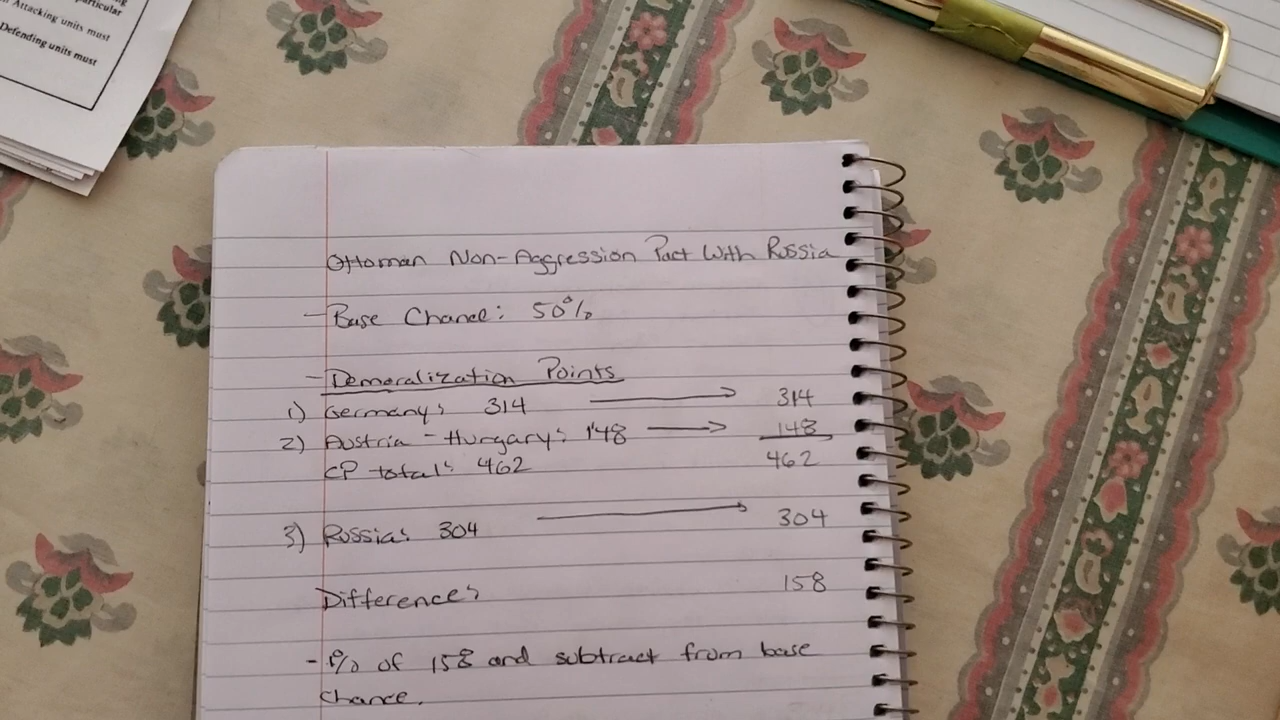 particular
Attacking units must
Defending units must
Ottoman Non-Aggression Pact With Russia
- Base Chance: 50%
- Demoralization Points
1) Germany: 314 → 314
2) Austria-Hungary: 148 → 148
CP total: 462 462
3) Russia: 304 → 304
Difference: 158
- % of 158 and subtract from base
chance.